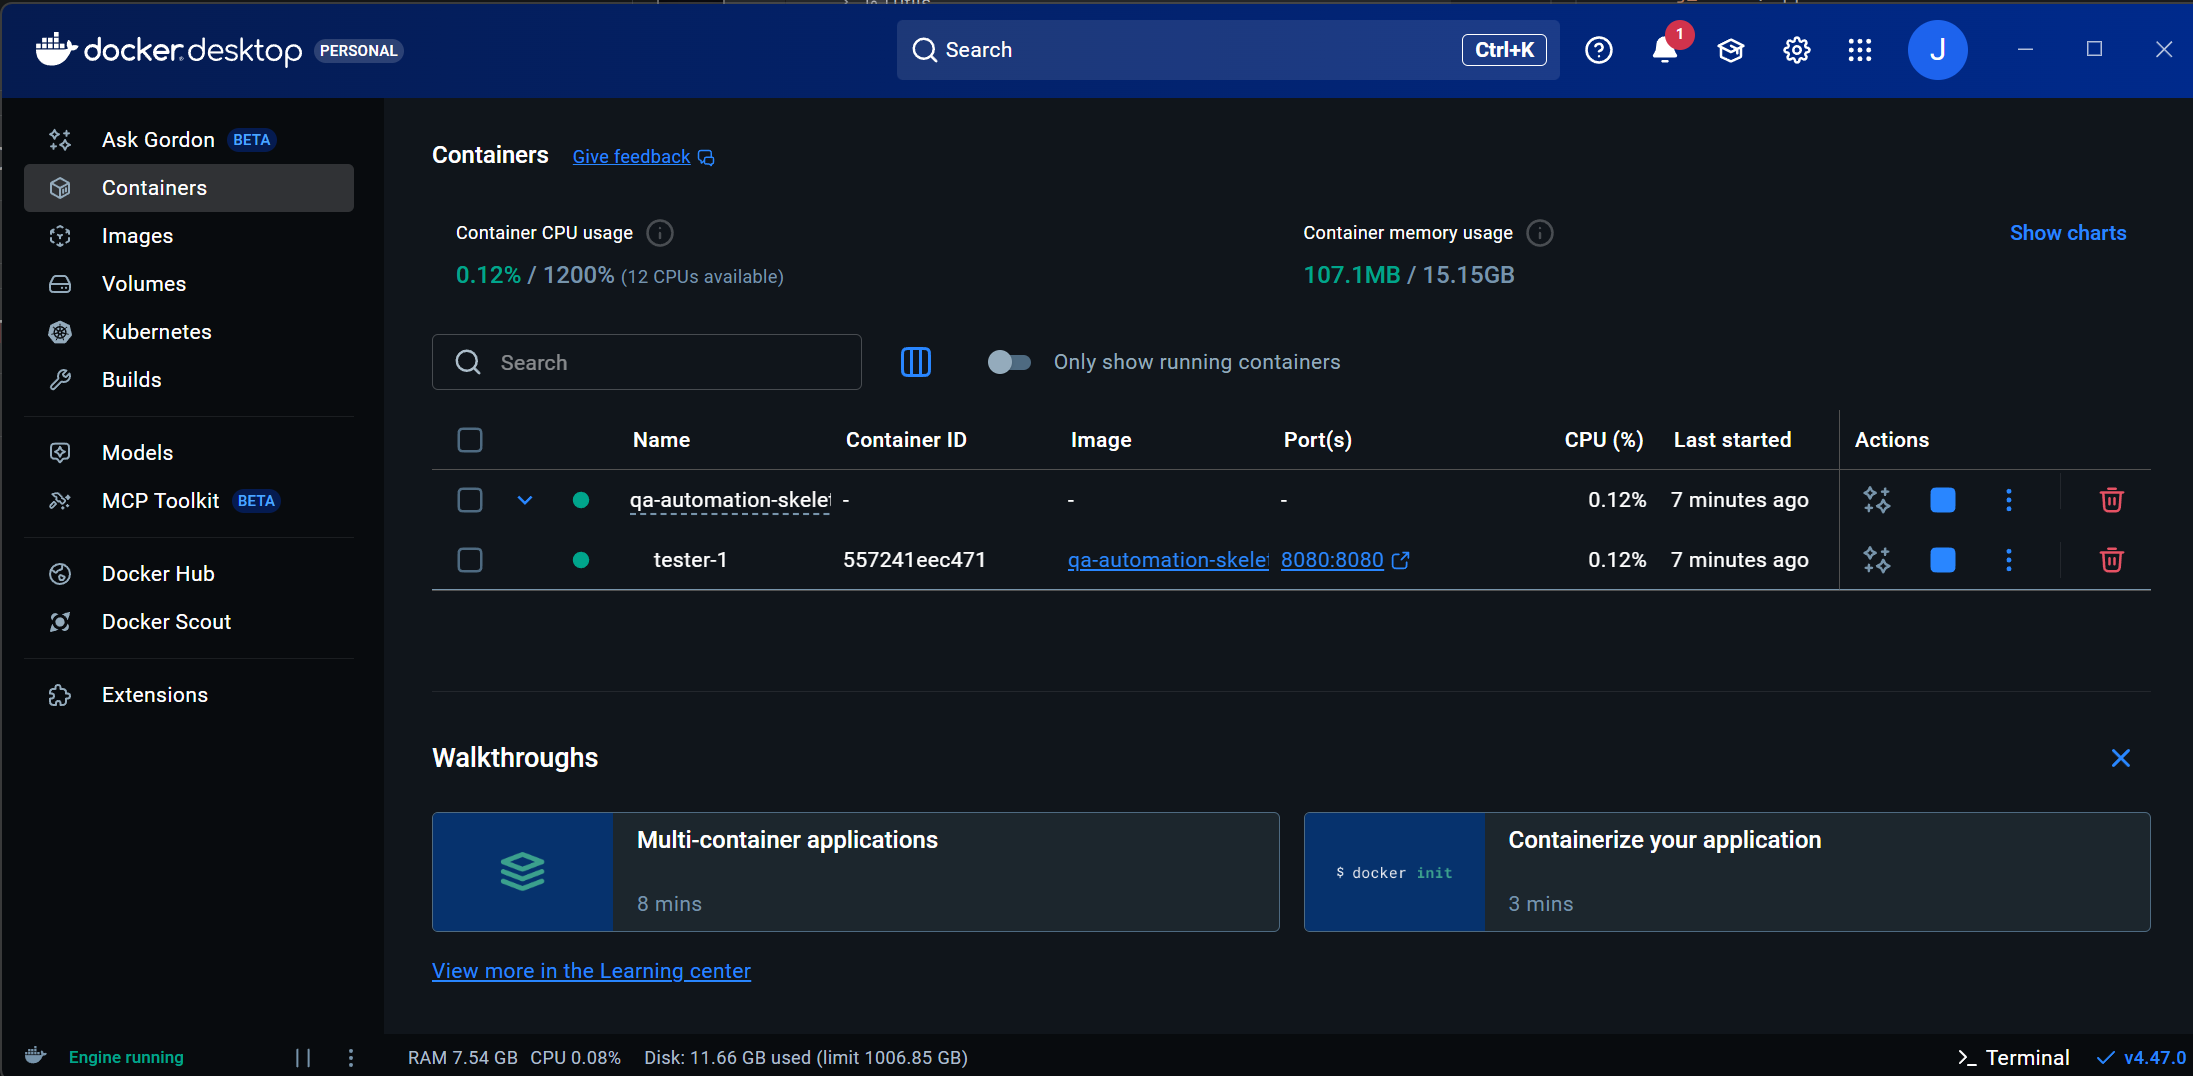 docker desktop PERSONAL
Search Ctrl+K
1
J
Ask Gordon BETA
Containers
Images
Volumes
Kubernetes
Builds
Models
MCP Toolkit BETA
Docker Hub
Docker Scout
Extensions
Containers Give feedback
Container CPU usage
0.12% / 1200% (12 CPUs available)
Container memory usage
107.1MB / 15.15GB
Show charts
Search
Only show running containers
Name Container ID Image Port(s) CPU (%) Last started Actions
qa-automation-skele - - - 0.12% 7 minutes ago
tester-1 557241eec471 qa-automation-skele 8080:8080 0.12% 7 minutes ago
Walkthroughs
Multi-container applications
8 mins
$ docker init
Containerize your application
3 mins
View more in the Learning center
Engine running
RAM 7.54 GB CPU 0.08% Disk: 11.66 GB used (limit 1006.85 GB)
Terminal
v4.47.0